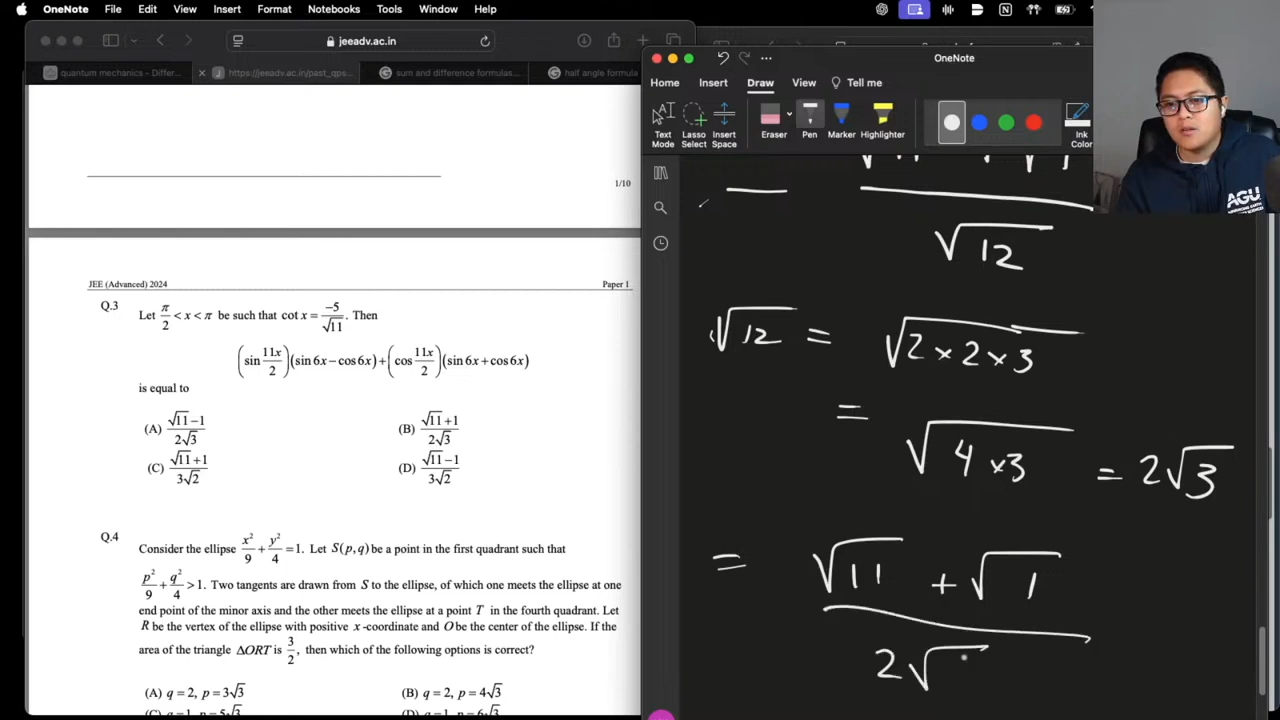 OneNote File Edit View Insert Format Notebooks Tools Window Help
jeeadv.ac.in
quantum mechanics - Differ...
https://jeeadv.ac.in/past_qps...
sum and difference formulas...
half angle formula
1/10
JEE (Advanced) 2024 Paper 1
Q.3 Let π/2 < x < π be such that cot x = −5/√11. Then
(sin 11x/2)(sin 6x − cos 6x) + (cos 11x/2)(sin 6x + cos 6x)
is equal to
(A) √11−1/2√3 (B) √11+1/2√3
(C) √11+1/3√2 (D) √11−1/3√2
Q.4 Consider the ellipse x²/9 + y²/4 = 1. Let S(p, q) be a point in the first quadrant such that
p²/9 + q²/4 > 1. Two tangents are drawn from S to the ellipse, of which one meets the ellipse at one
end point of the minor axis and the other meets the ellipse at a point T in the fourth quadrant. Let
R be the vertex of the ellipse with positive x-coordinate and O be the center of the ellipse. If the
area of the triangle ΔORT is 3/2, then which of the following options is correct?
(A) q = 2, p = 3√3 (B) q = 2, p = 4√3
OneNote
Home Insert Draw View Tell me
Text Mode
Lasso Select
Insert Space
Eraser
Pen
Marker
Highlighter
Ink Color
√12
√12 = √2×2×3
= √4×3 = 2√3
= √11 + √1
2√
AGU